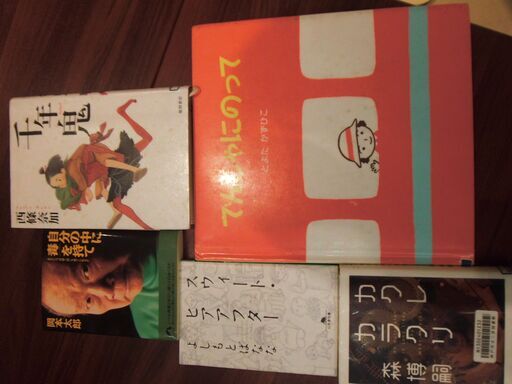 千年鬼
西條奈加
でんしゃにのって
とよた かずひこ
自分の中に
毒を持て
岡本太郎
スウィート・
ヒアアフター
よしもとばなな
カクレ
カラクリ
森博嗣